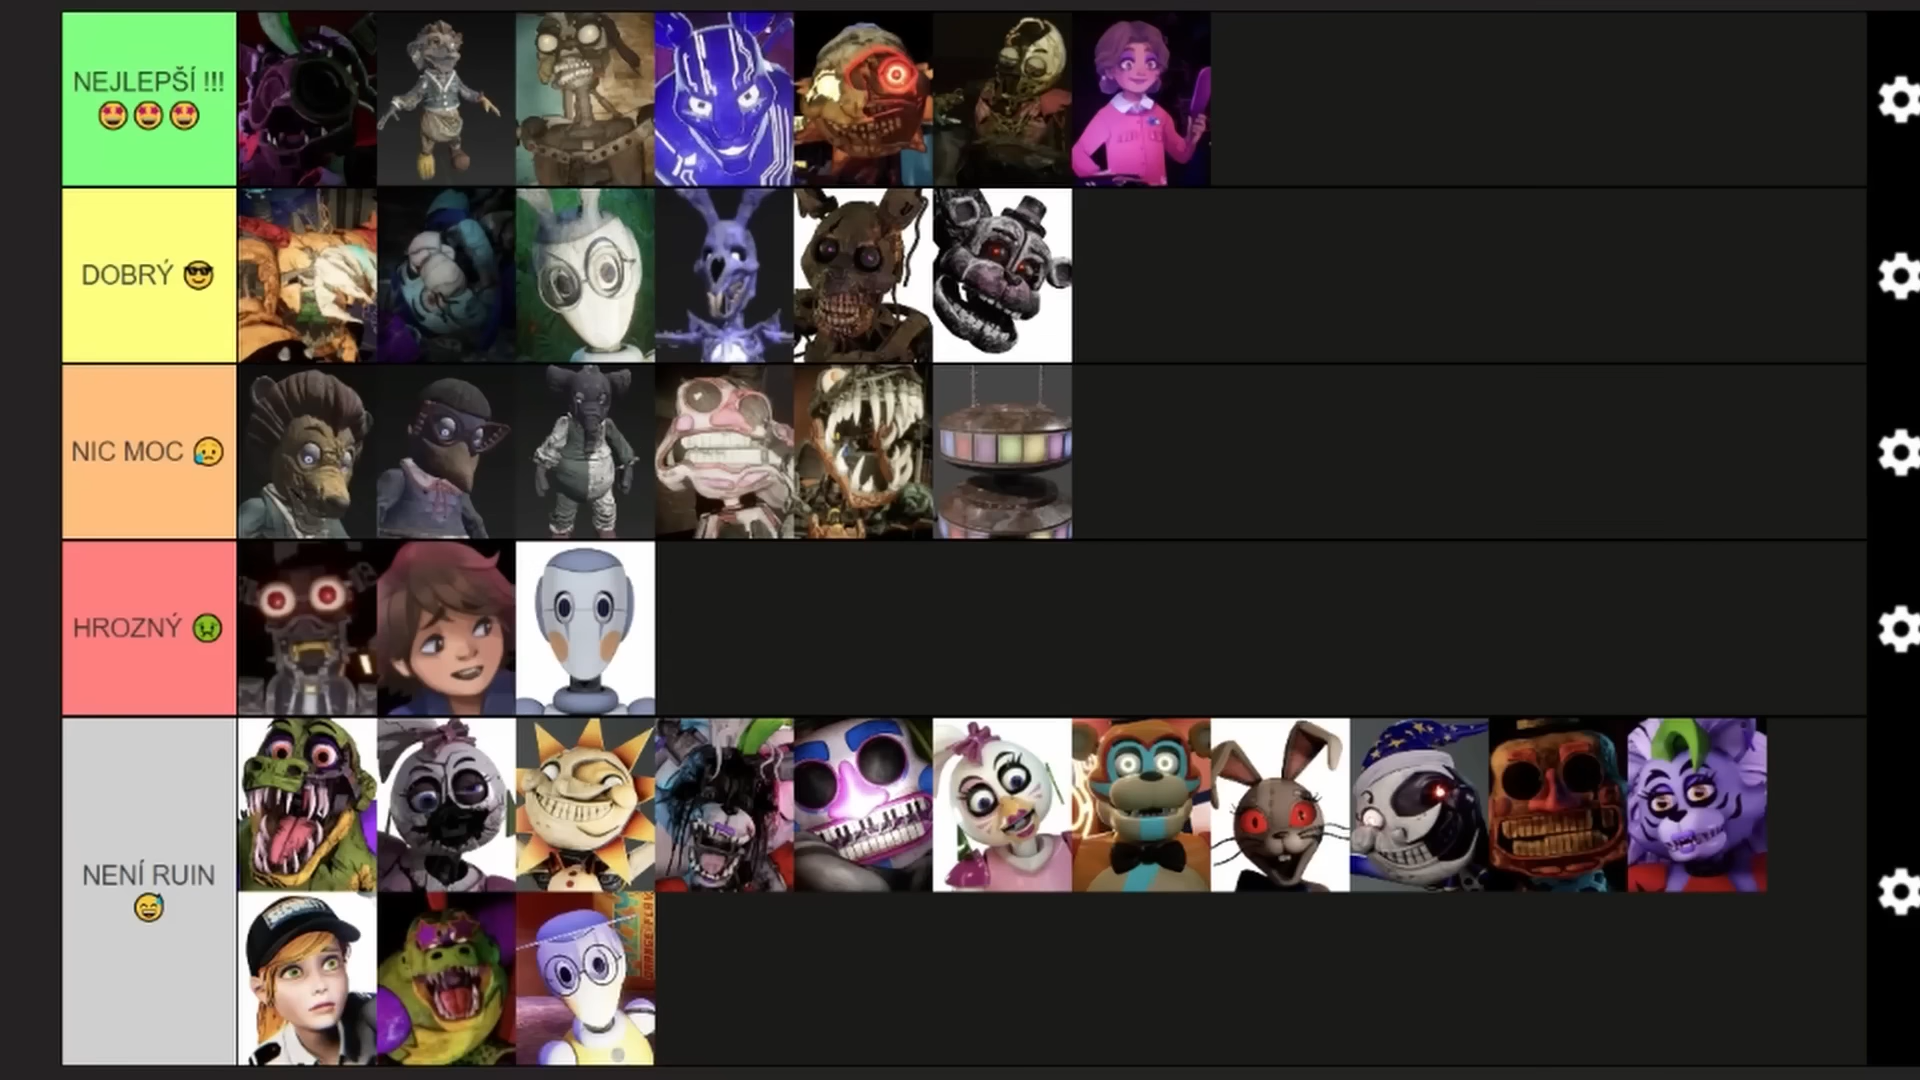 NEJLEPŠÍ !!!
🤩 🤩 🤩
DOBRÝ 😎
NIC MOC 😥
HROZNÝ 🤢
NENÍ RUIN
😅